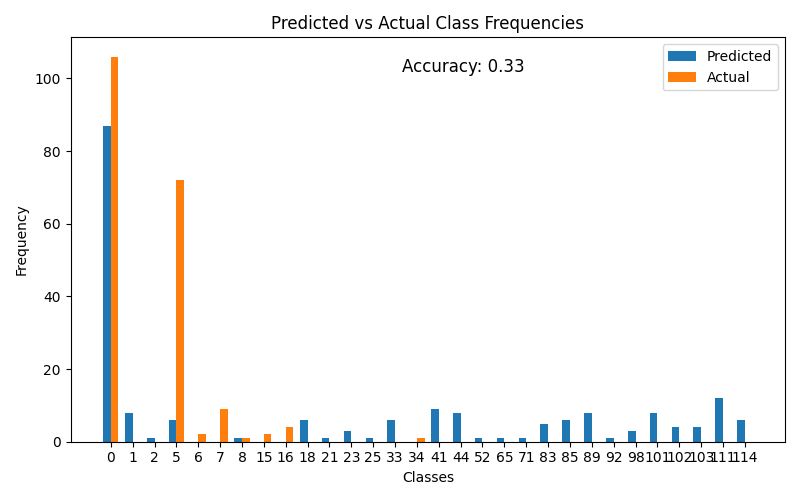 Predicted vs Actual Class Frequencies
Accuracy: 0.33
Predicted
Actual
Frequency
100
80
60
40
20
0
0 1 2 5 6 7 8 15 16 18 21 23 25 33 34 41 44 52 65 71 83 85 89 92 98 101 102 103 111 114
Classes